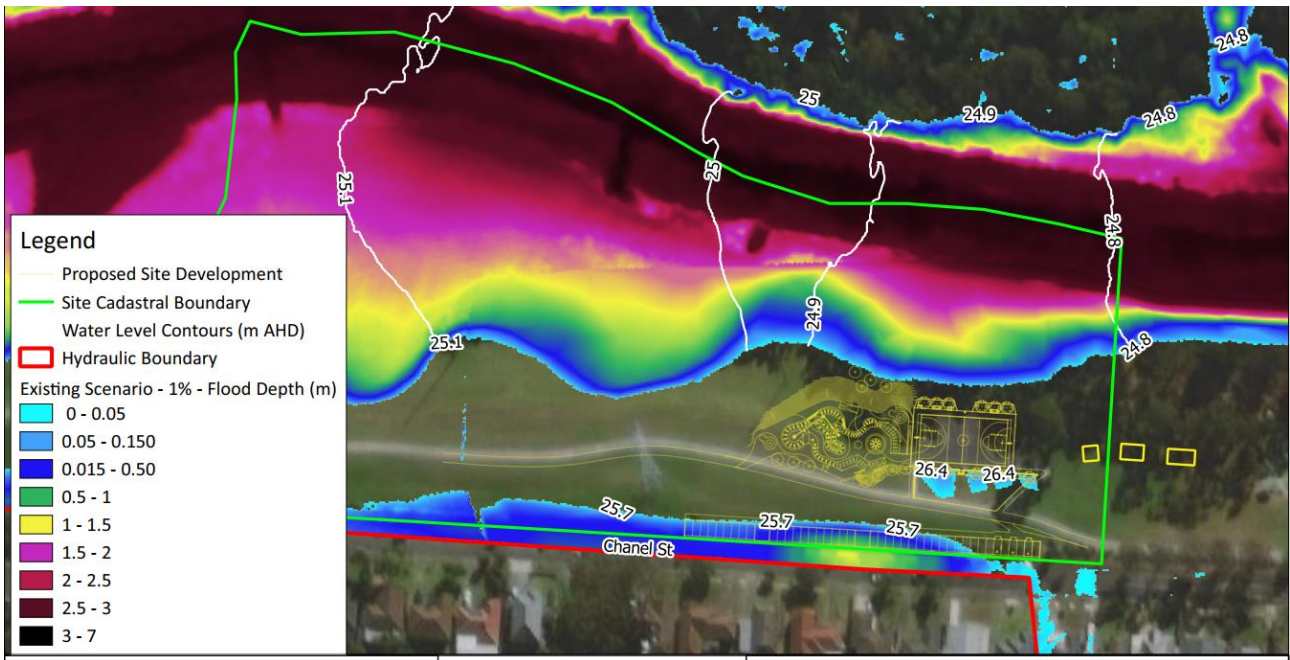 24.8
25
24.9
24.8
25.1
25
24.8
24.9
25.1
24.8
26.4
26.4
25.7
25.7
25.7
Chanel St
Legend
Proposed Site Development
Site Cadastral Boundary
Water Level Contours (m AHD)
Hydraulic Boundary
Existing Scenario - 1% - Flood Depth (m)
0 - 0.05
0.05 - 0.150
0.015 - 0.50
0.5 - 1
1 - 1.5
1.5 - 2
2 - 2.5
2.5 - 3
3 - 7